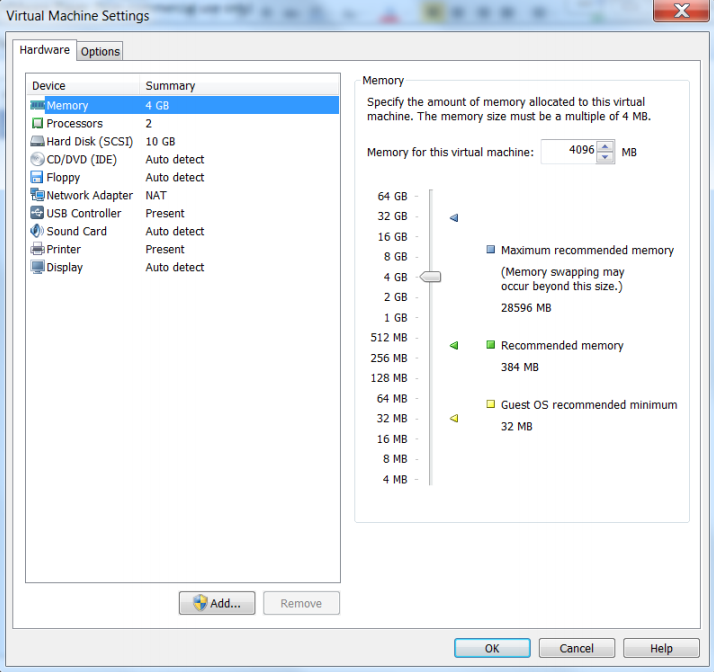 Virtual Machine Settings
Hardware
Options
Device Summary
Memory 4 GB
Processors 2
Hard Disk (SCSI) 10 GB
CD/DVD (IDE) Auto detect
Floppy Auto detect
Network Adapter NAT
USB Controller Present
Sound Card Auto detect
Printer Present
Display Auto detect
Add...
Remove
Memory
Specify the amount of memory allocated to this virtual
machine. The memory size must be a multiple of 4 MB.
Memory for this virtual machine: 4096 MB
64 GB
32 GB
16 GB
8 GB
4 GB
2 GB
1 GB
512 MB
256 MB
128 MB
64 MB
32 MB
16 MB
8 MB
4 MB
Maximum recommended memory
(Memory swapping may
occur beyond this size.)
28596 MB
Recommended memory
384 MB
Guest OS recommended minimum
32 MB
OK
Cancel
Help